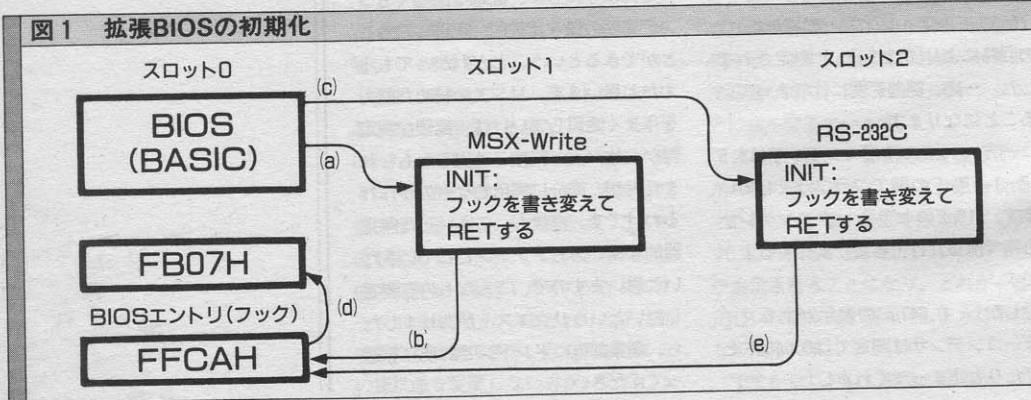 図1 拡張BIOSの初期化
スロット0
スロット1
スロット2
(c)
BIOS
(BASIC)
(a)
MSX-Write
RS-232C
INIT:
フックを書き変えて
RETする
INIT:
フックを書き変えて
RETする
FB07H
(d)
BIOSエントリ(フック)
(b)
(e)
FFCAH